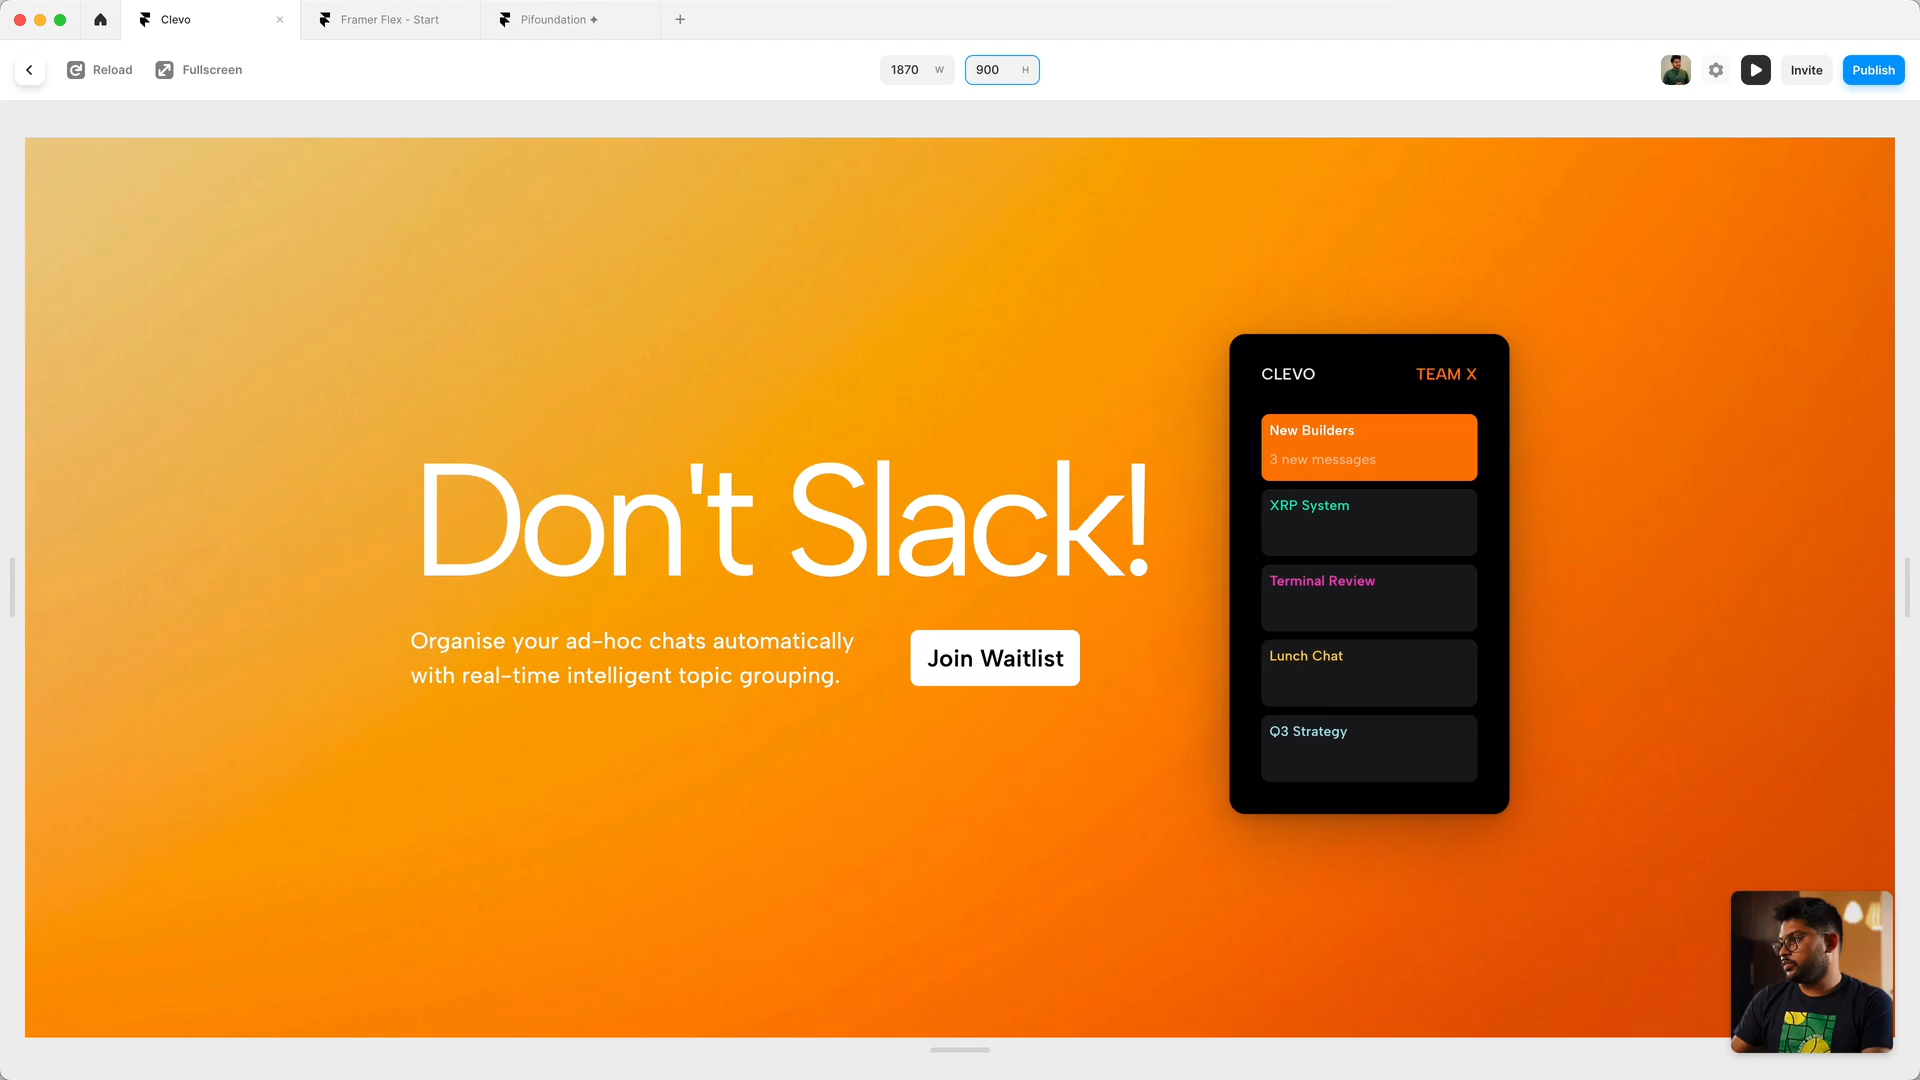 Clevo
Framer Flex - Start
Pifoundation ✦
Reload
Fullscreen
1870 W
900 H
Invite
Publish
Don't Slack!
Organise your ad-hoc chats automatically
with real-time intelligent topic grouping.
Join Waitlist
CLEVO
TEAM X
New Builders
3 new messages
XRP System
Terminal Review
Lunch Chat
Q3 Strategy